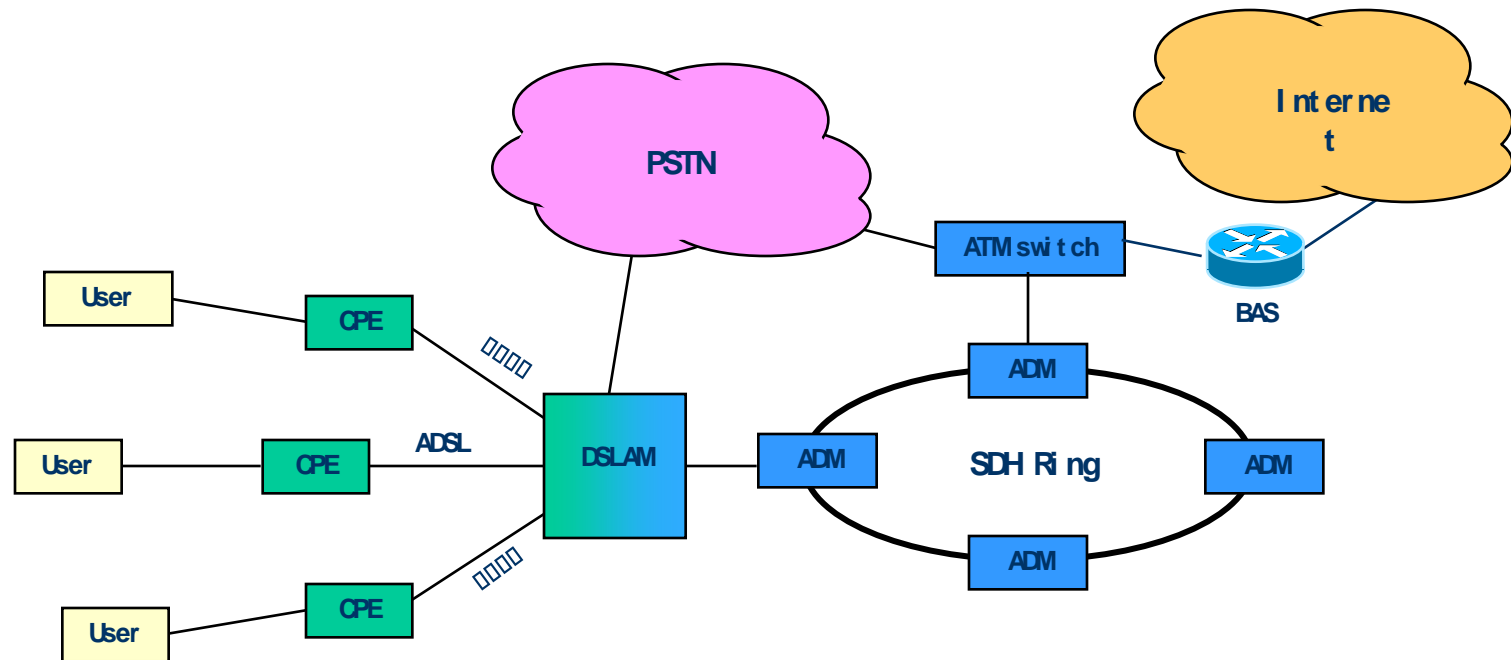 Internet
PSTN
ATM switch
BAS
User
CPE
ADM
User
CPE
ADSL
DSLAM
ADM
SDH Ring
ADM
ADM
User
CPE